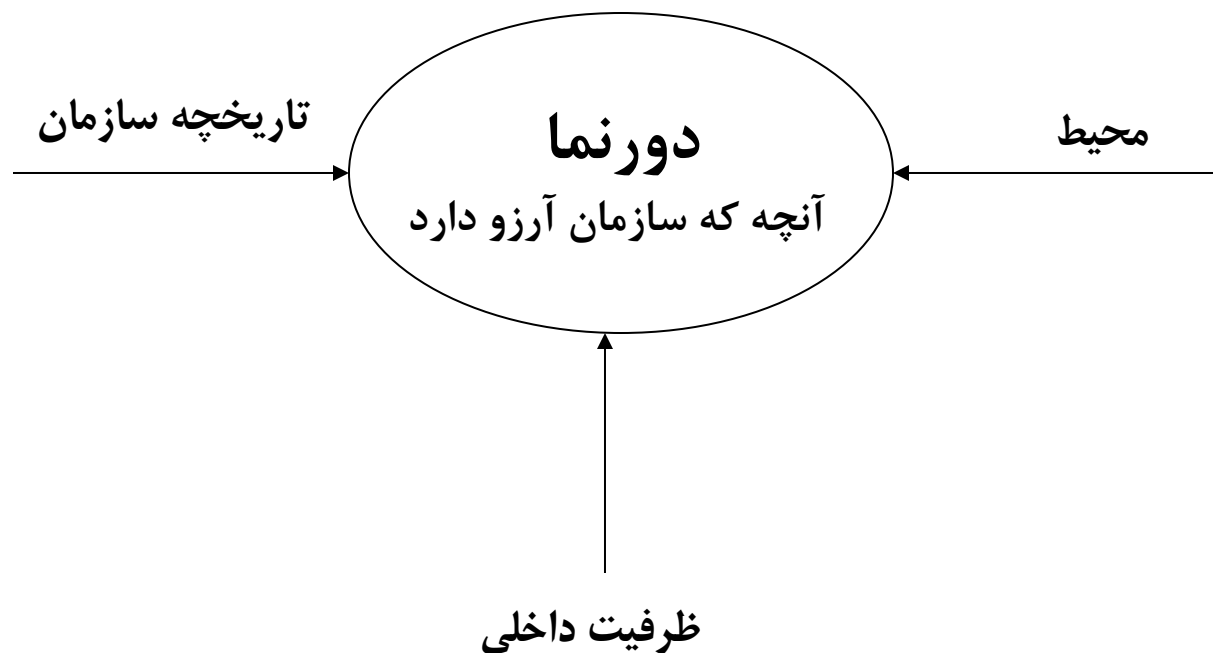 محیط
تاریخچه سازمان
دورنما
آنچه که سازمان آرزو دارد
ظرفیت داخلی